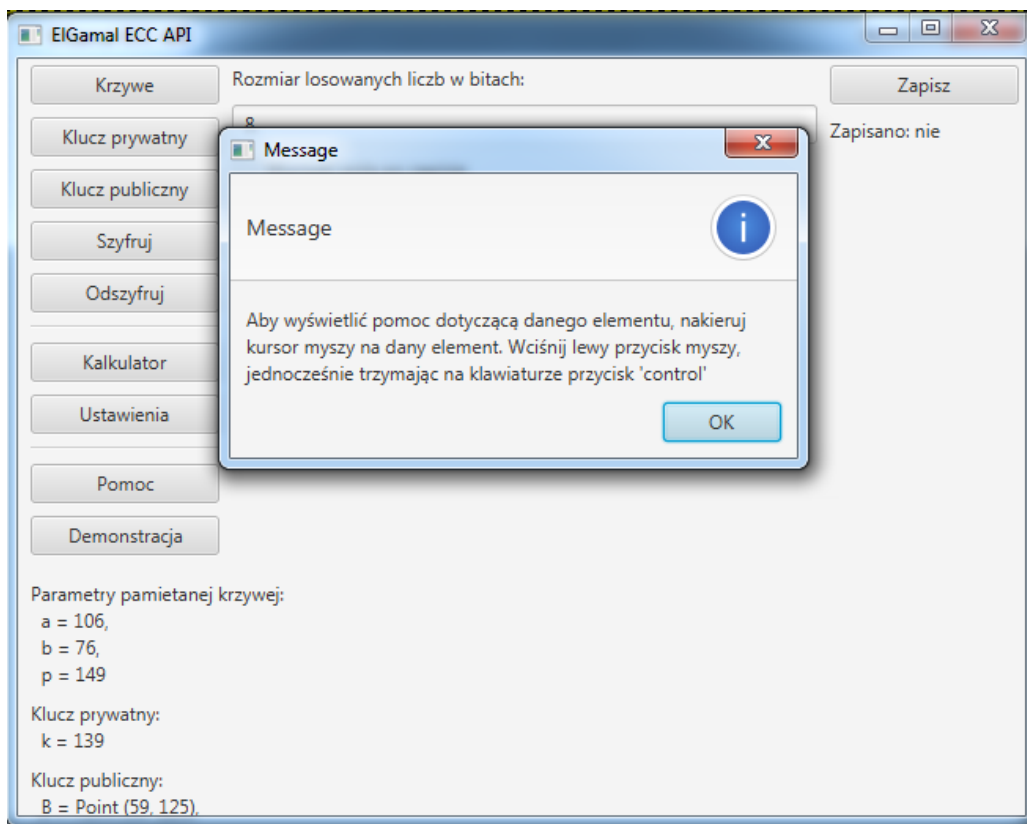 ElGamal ECC API
Krzywe
Rozmiar losowanych liczb w bitach:
Zapisz
8
Zapisano: nie
Klucz prywatny
Klucz publiczny
Szyfruj
Odszyfruj
Kalkulator
Ustawienia
Pomoc
Demonstracja
Message
Message
Aby wyświetlić pomoc dotyczącą danego elementu, nakieruj
kursor myszy na dany element. Wciśnij lewy przycisk myszy,
jednocześnie trzymając na klawiaturze przycisk 'control'
OK
Parametry pamietanej krzywej:
a = 106,
b = 76,
p = 149
Klucz prywatny:
k = 139
Klucz publiczny:
B = Point (59, 125),